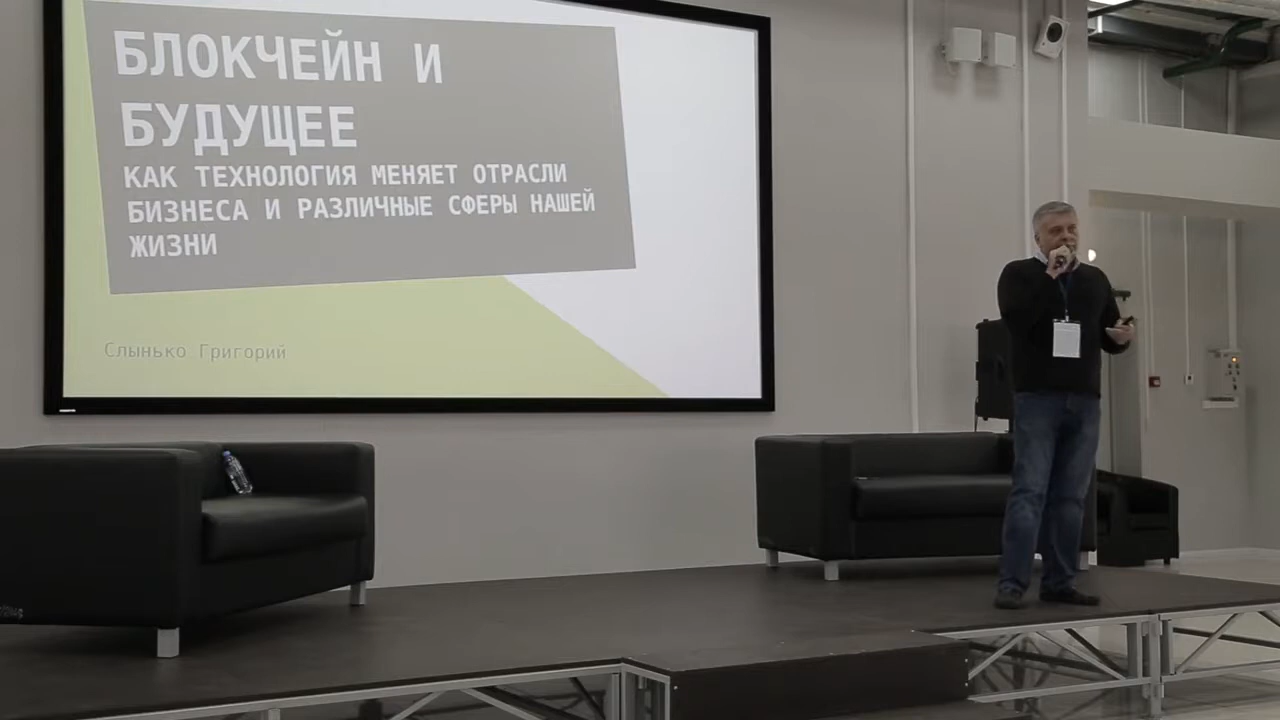 БЛОКЧЕЙН И
БУДУЩЕЕ
КАК ТЕХНОЛОГИЯ МЕНЯЕТ ОТРАСЛИ
БИЗНЕСА И РАЗЛИЧНЫЕ СФЕРЫ НАШЕЙ
ЖИЗНИ
Слынько Григорий